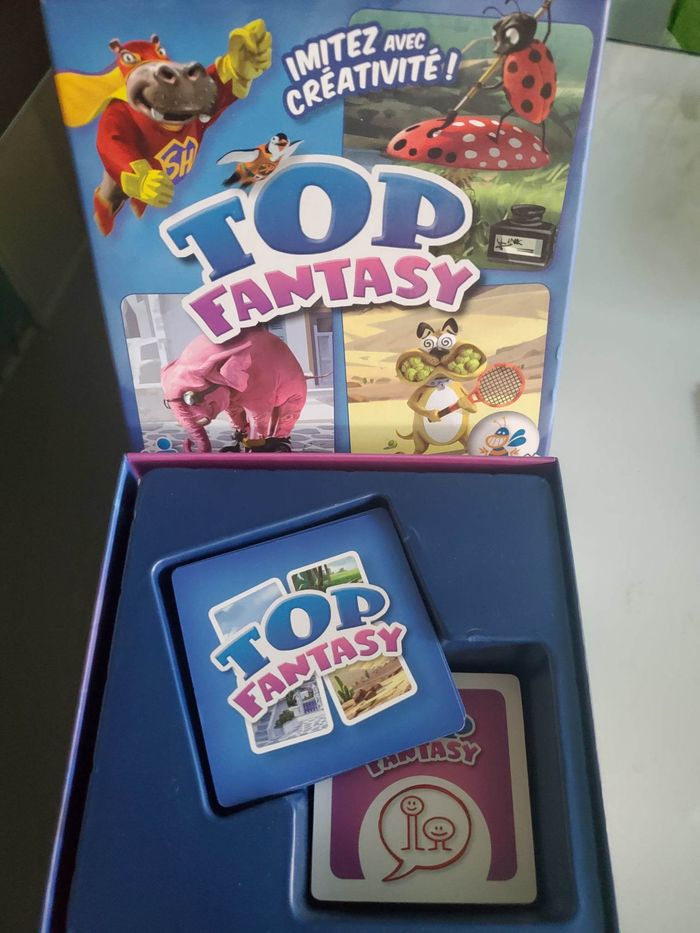 IMITEZ AVEC
CRÉATIVITÉ !
SH
TOP
FANTASY
INK
TOP
FANTASY
FANTASY